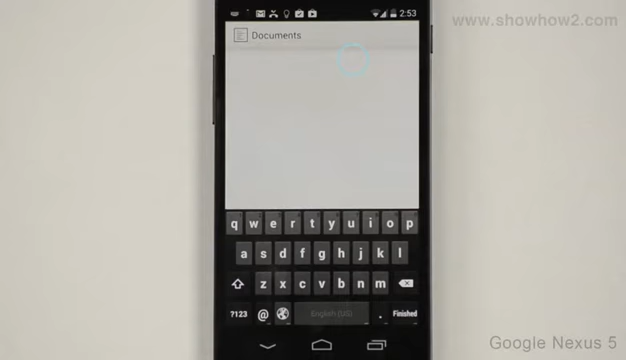 www.showhow2.com
2:53
Documents
q w e r t y u i o p
a s d f g h j k l
z x c v b n m
?123 @ English (US) . Finished
Google Nexus 5